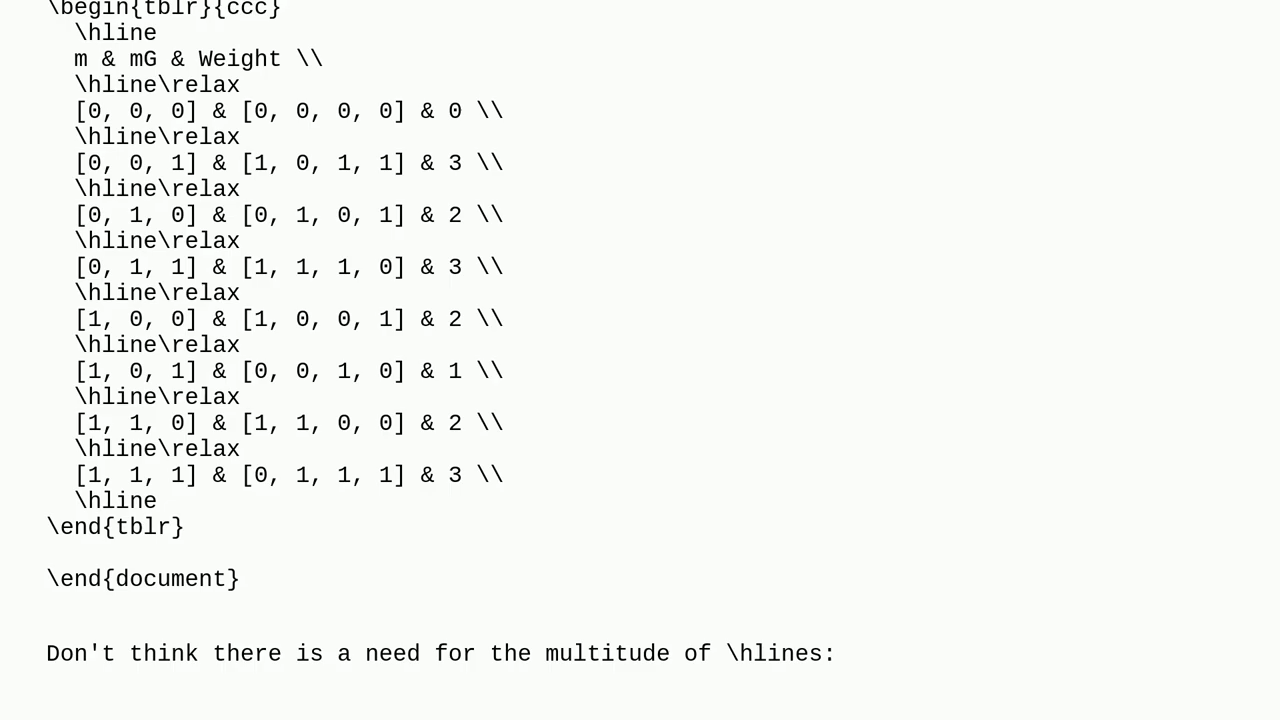 \begin{tblr}{ccc}
  \hline
  m & mG & Weight \\
  \hline\relax
  [0, 0, 0] & [0, 0, 0, 0] & 0 \\
  \hline\relax
  [0, 0, 1] & [1, 0, 1, 1] & 3 \\
  \hline\relax
  [0, 1, 0] & [0, 1, 0, 1] & 2 \\
  \hline\relax
  [0, 1, 1] & [1, 1, 1, 0] & 3 \\
  \hline\relax
  [1, 0, 0] & [1, 0, 0, 1] & 2 \\
  \hline\relax
  [1, 0, 1] & [0, 0, 1, 0] & 1 \\
  \hline\relax
  [1, 1, 0] & [1, 1, 0, 0] & 2 \\
  \hline\relax
  [1, 1, 1] & [0, 1, 1, 1] & 3 \\
  \hline
\end{tblr}

\end{document}

Don't think there is a need for the multitude of \hlines: